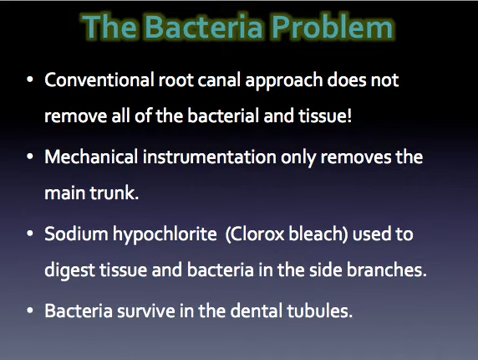 The Bacteria Problem
• Conventional root canal approach does not
remove all of the bacterial and tissue!
• Mechanical instrumentation only removes the
main trunk.
• Sodium hypochlorite (Clorox bleach) used to
digest tissue and bacteria in the side branches.
• Bacteria survive in the dental tubules.